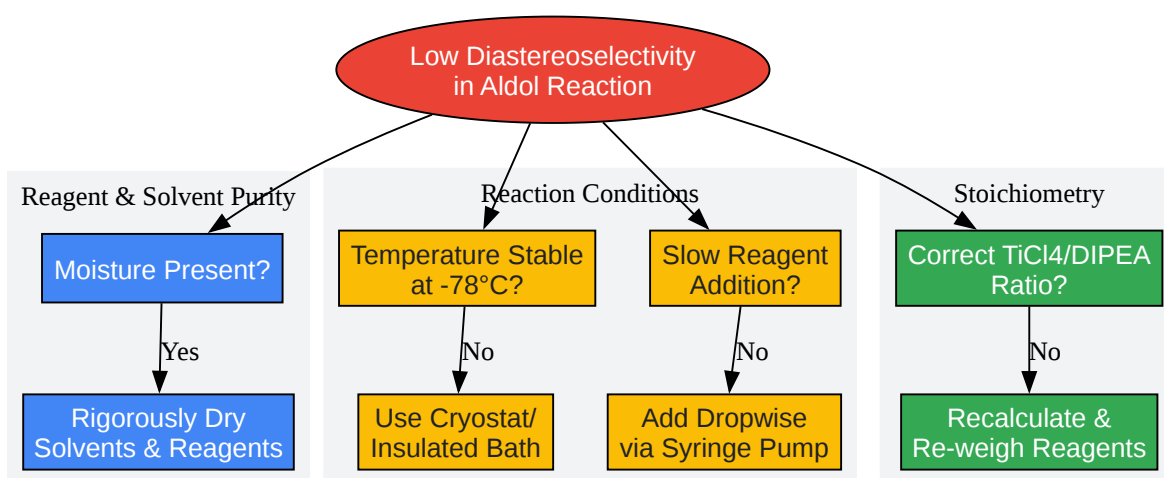 Low Diastereoselectivity
in Aldol Reaction
Reagent & Solvent Purity
Reaction Conditions
Stoichiometry
Moisture Present?
Temperature Stable
at -78°C?
Slow Reagent
Addition?
Correct TiCl4/DIPEA
Ratio?
Yes
No
No
No
Rigorously Dry
Solvents & Reagents
Use Cryostat/
Insulated Bath
Add Dropwise
via Syringe Pump
Recalculate &
Re-weigh Reagents